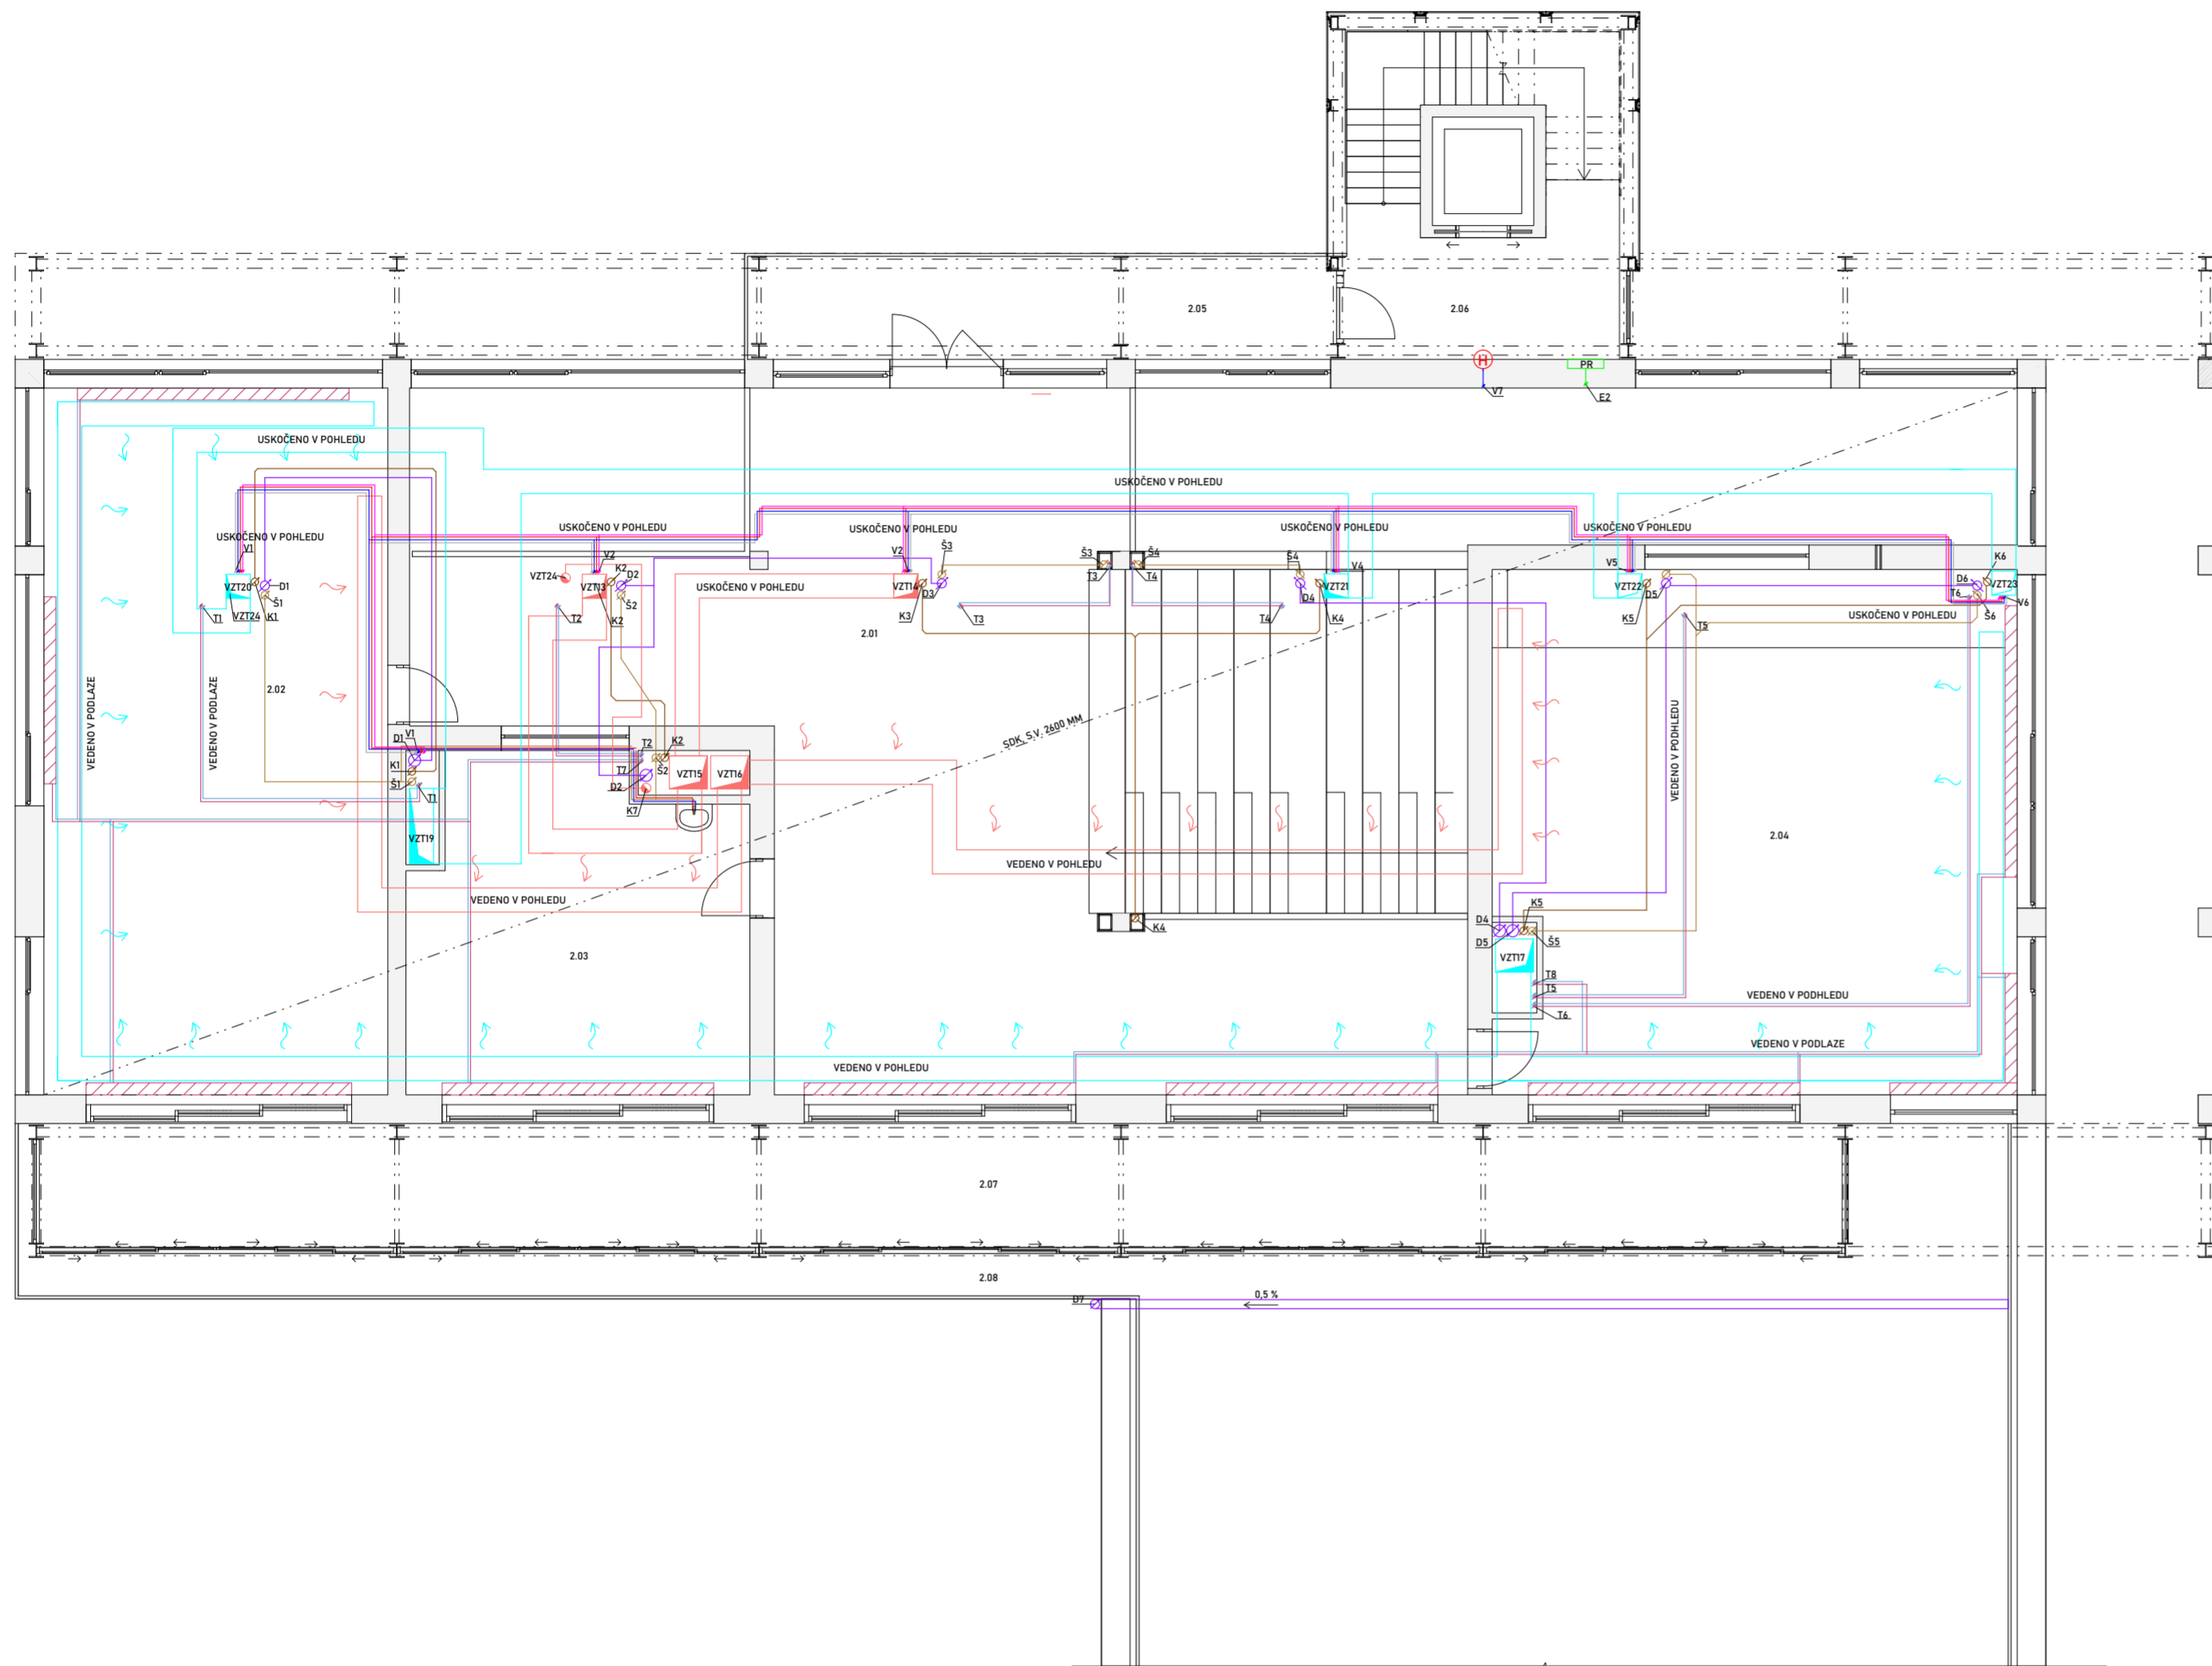 2.05
2.06
H
PR
V7
E2
USKOČENO V POHLEDU
USKOČENO V POHLEDU
USKOČENO V POHLEDU
USKOČENO V POHLEDU
USKOČENO V POHLEDU
USKOČENO V POHLEDU
USKOČENO V POHLEDU
V1
V2
V2
Š3
Š3
Š4
S4
V4
V5
K6
VZT20
D1
Š1
K1
VZT24
T1
VZT24
VZT13
K2
D2
Š2
K2
T2
USKOČENO V POHLEDU
VZT14
D3
K3
T3
T3
T4
T4
D4
VZT21
K4
VZT22
D5
K5
T5
D6
VZT23
T6
Š6
V6
USKOČENO V POHLEDU
2.01
2.02
VEDENO V PODLAZE
VEDENO V PODLAZE
VEDENO V PODHLEDU
SDK, S.V. 2600 MM
D1
V1
K1
Š1
T1
VZT19
T2
K2
T7
Š2
D2
K7
VZT15
VZT16
2.04
VEDENO V POHLEDU
VEDENO V POHLEDU
2.03
K4
K5
D4
D5
Š5
VZT17
T8
T5
T6
VEDENO V PODHLEDU
VEDENO V PODLAZE
VEDENO V POHLEDU
2.07
2.08
D7
0,5 %